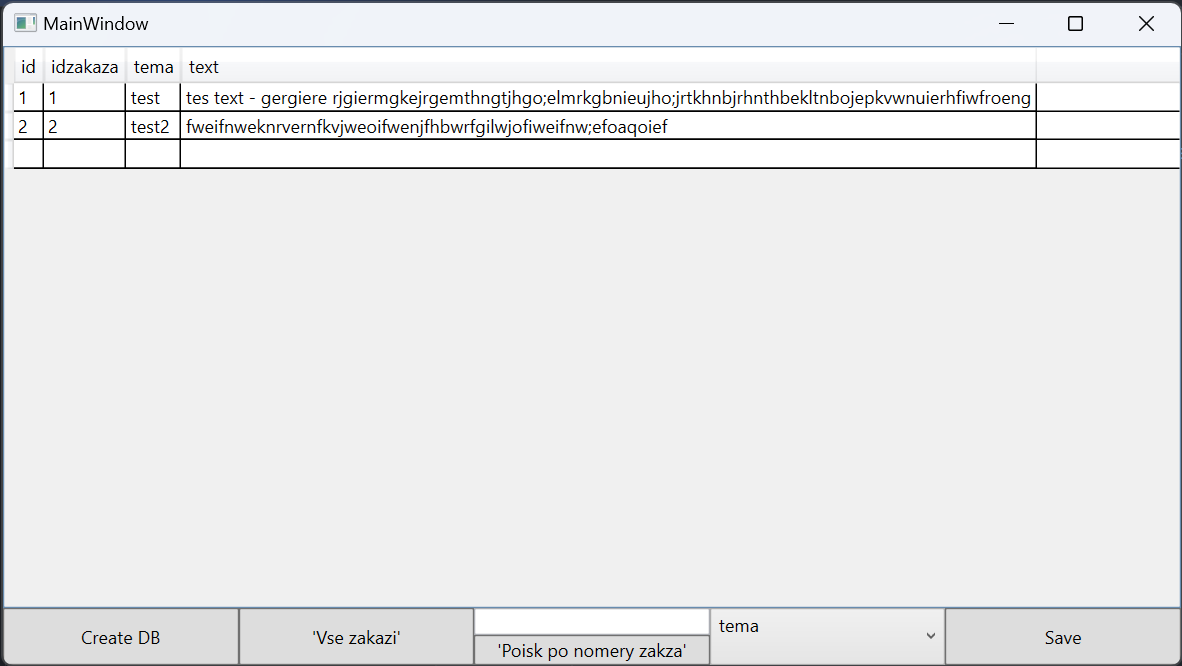 MainWindow
id idzakaza tema text
1 1 test tes text - gergiere rjgiermgkejrgemthngtjhgo;elmrkgbnieujho;jrtkhnbjrhnthbekltnbojepkvwnuierhfiwfroeng
2 2 test2 fweifnweknrvernfkvjweoifwenjfhbwrfgilwjofiweifnw;efoaqoief
Create DB 'Vse zakazi' 'Poisk po nomery zakza' tema Save